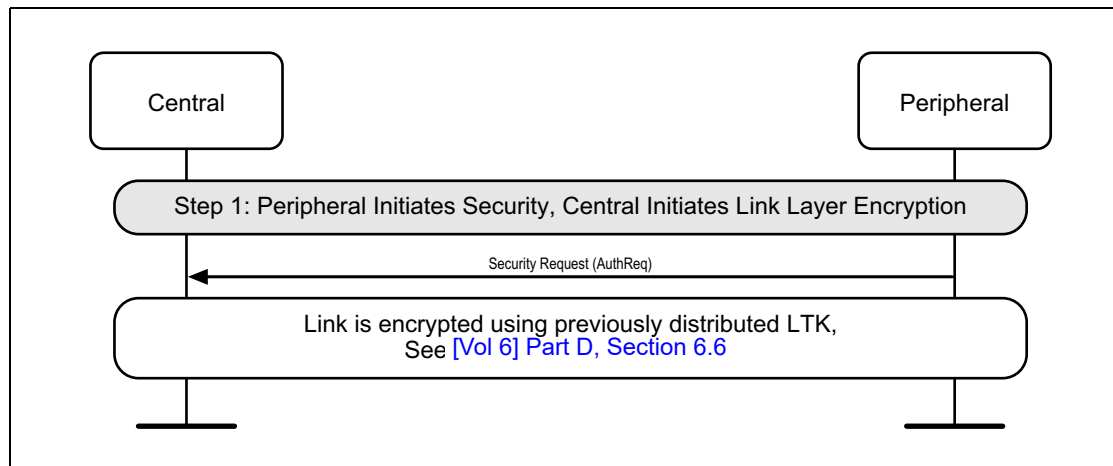 Central
Peripheral
Step 1: Peripheral Initiates Security, Central Initiates Link Layer Encryption
Security Request (AuthReq)
Link is encrypted using previously distributed LTK,
See [Vol 6] Part D, Section 6.6